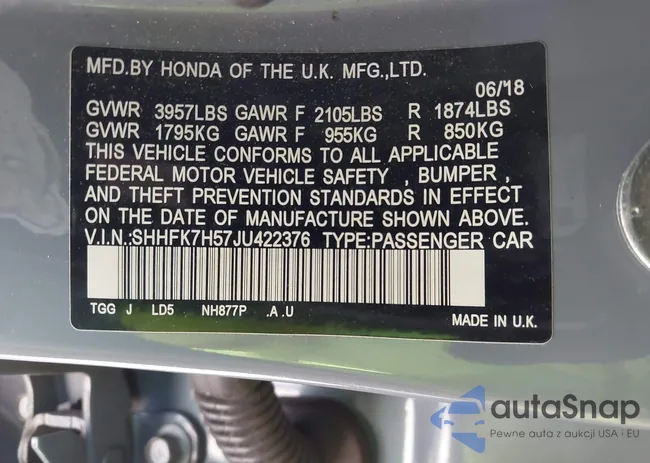 MFD.BY HONDA OF THE U.K. MFG.,LTD.
06/18
GVWR 3957LBS GAWR F 2105LBS R 1874LBS
GVWR 1795KG GAWR F 955KG R 850KG
THIS VEHICLE CONFORMS TO ALL APPLICABLE
FEDERAL MOTOR VEHICLE SAFETY , BUMPER ,
AND THEFT PREVENTION STANDARDS IN EFFECT
ON THE DATE OF MANUFACTURE SHOWN ABOVE.
V.I.N.:SHHFK7H57JU422376 TYPE:PASSENGER CAR
TGG J LD5 NH877P .A .U
MADE IN U.K.
autaSnap
Pewne auta z aukcji USA i EU